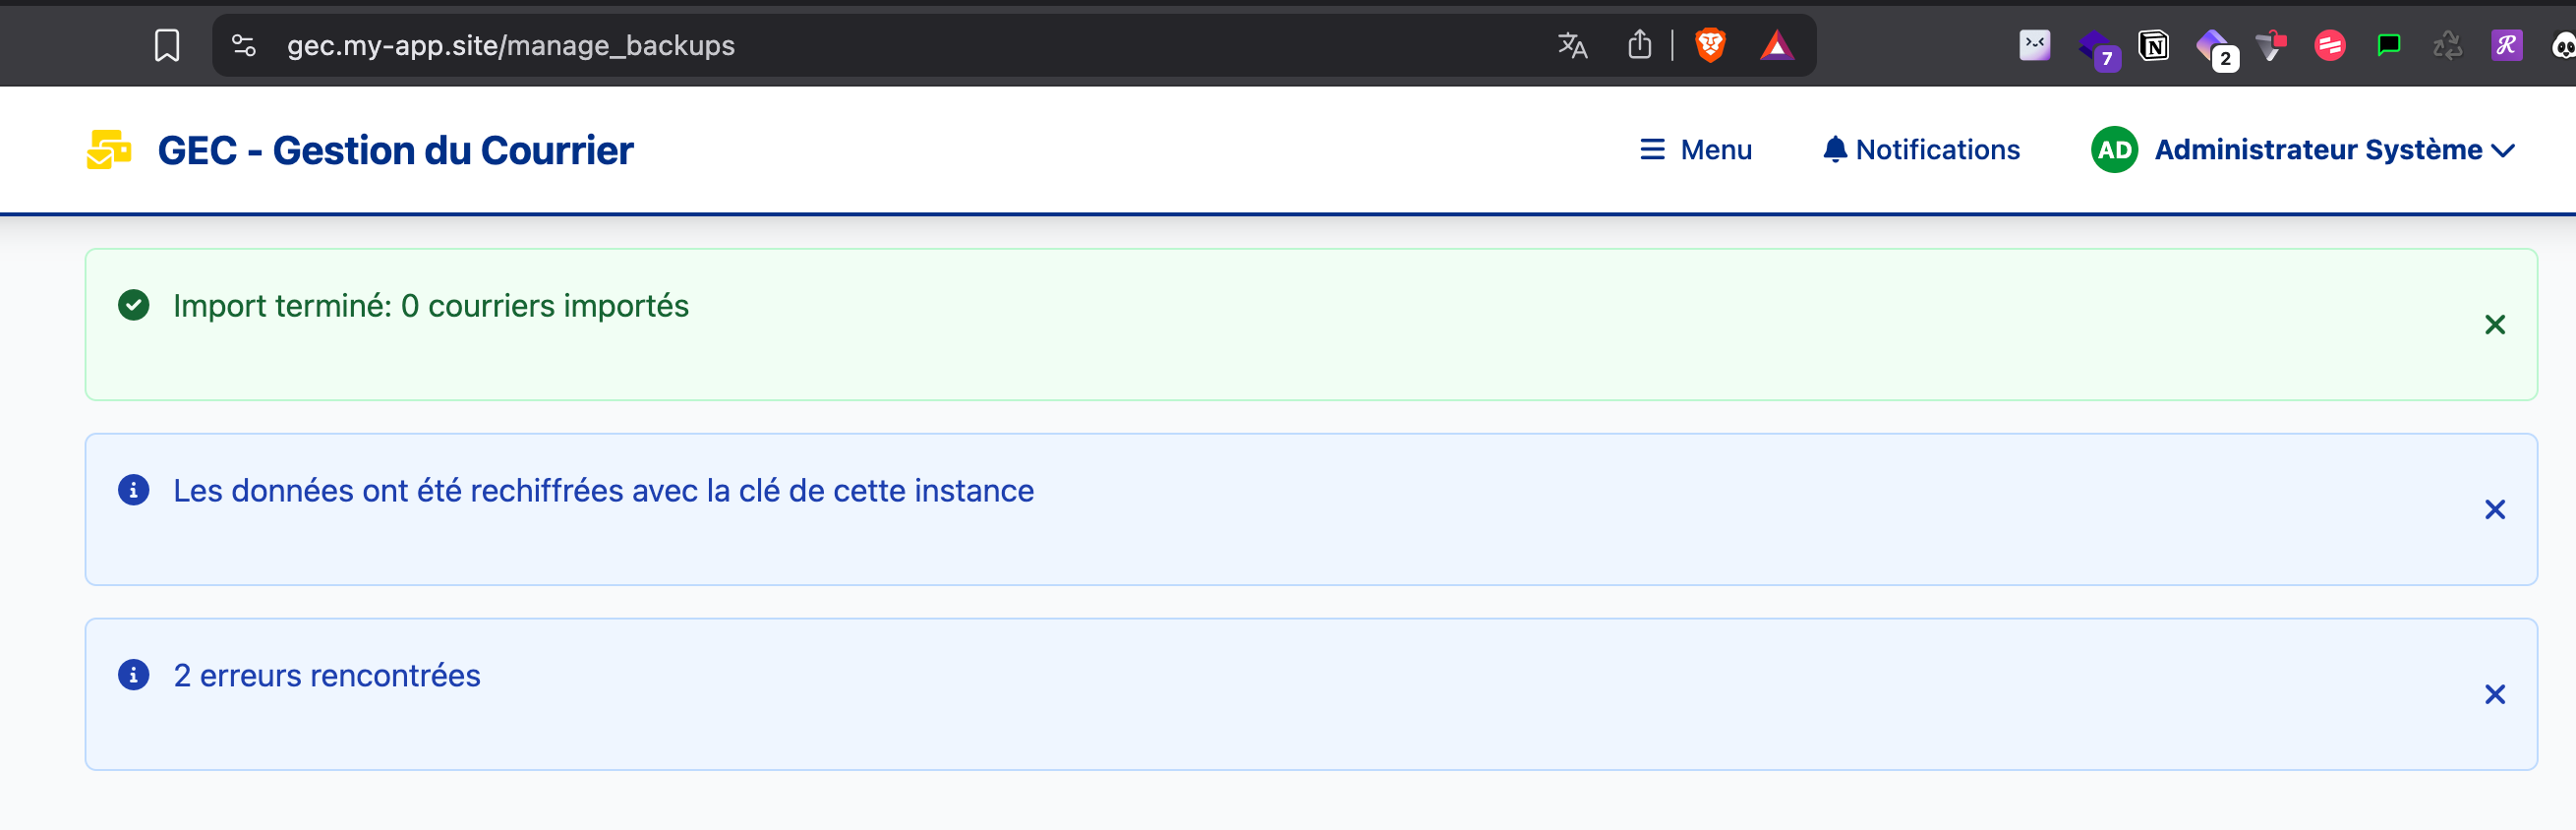 gec.my-app.site/manage_backups
7
2
GEC - Gestion du Courrier
Menu
Notifications
AD
Administrateur Système
Import terminé: 0 courriers importés
Les données ont été rechiffrées avec la clé de cette instance
2 erreurs rencontrées